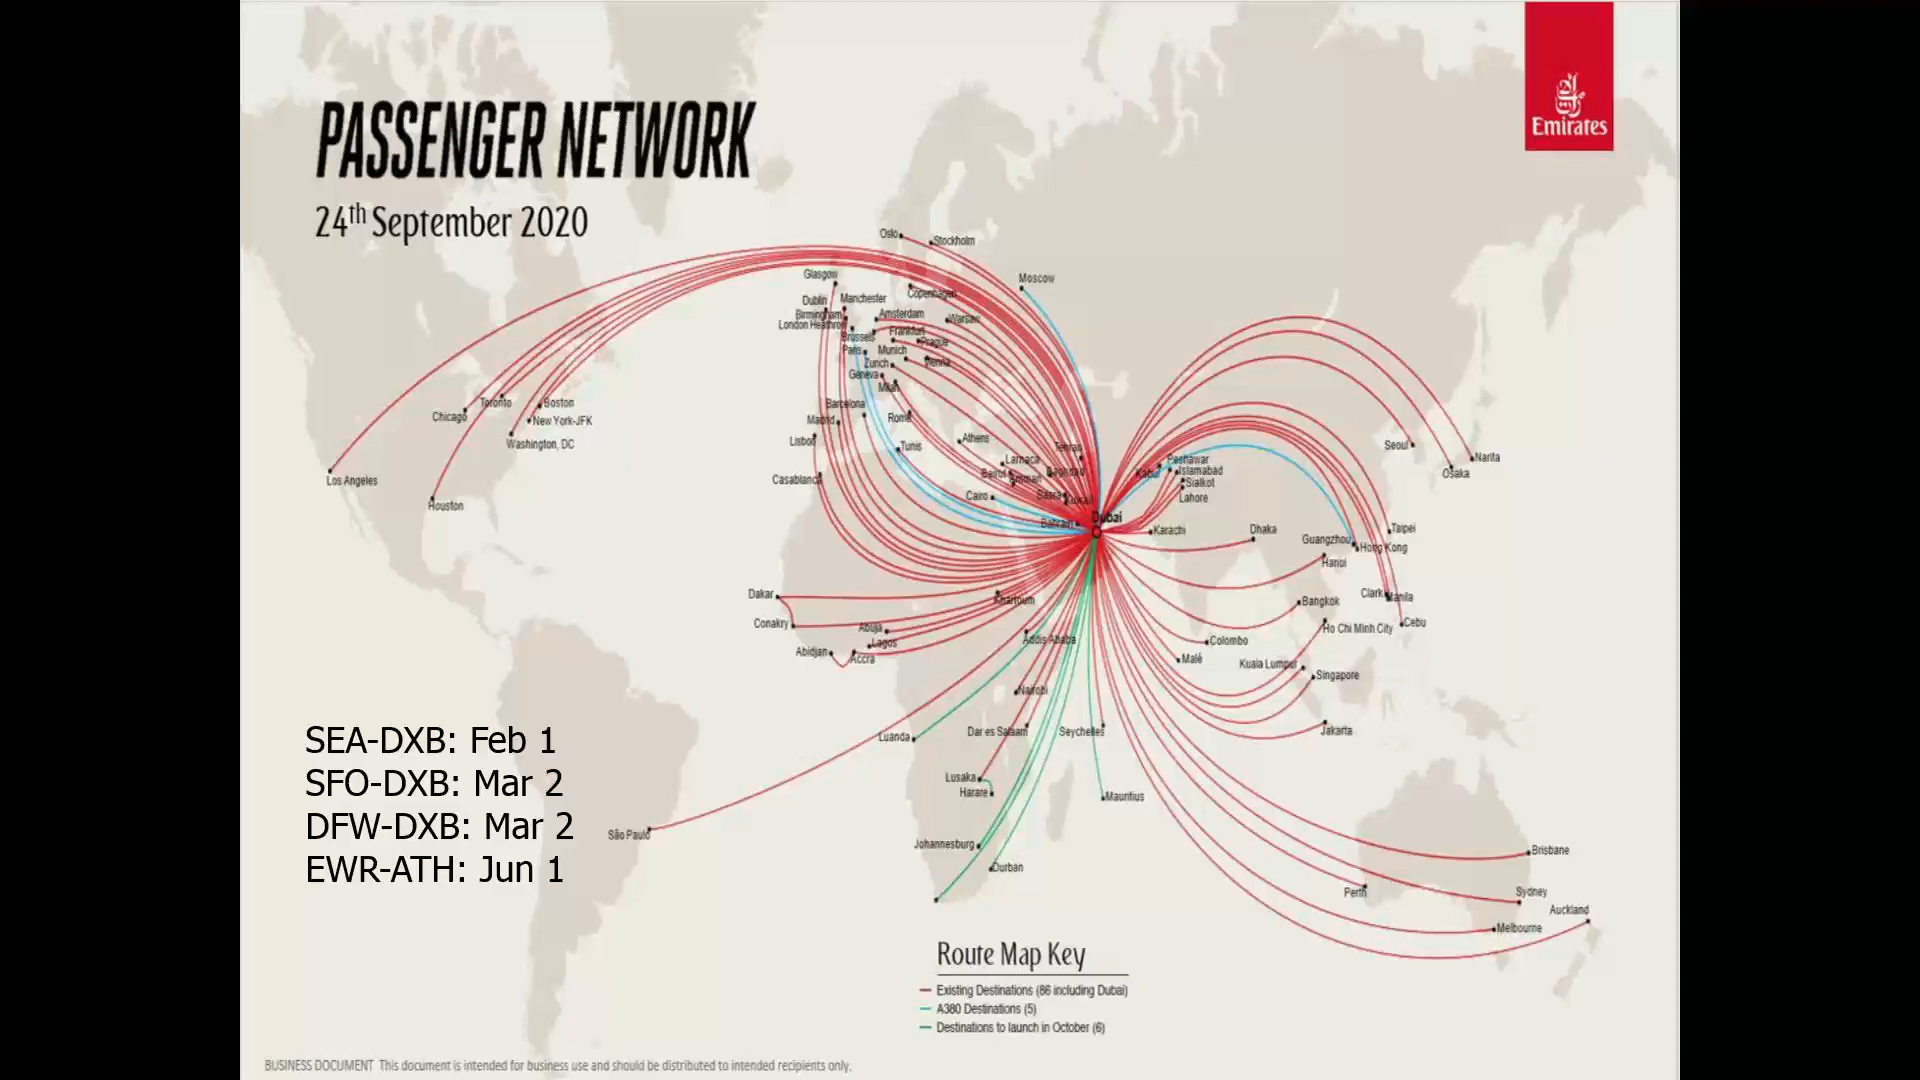 PASSENGER NETWORK
24th September 2020
Emirates
Oslo
Stockholm
Moscow
Glasgow
Copenhagen
Dublin
Manchester
Birmingham
Amsterdam
Warsaw
London Heathrow
Brussels
Frankfurt
Prague
Paris
Munich
Zurich
Vienna
Geneva
Milan
Barcelona
Madrid
Rome
Lisbon
Tunis
Athens
Casablanca
Larnaca
Beirut
Amman
Tehran
Baghdad
Cairo
Basra
Bahrain
Dubai
Kabul
Peshawar
Islamabad
Sialkot
Lahore
Karachi
Dhaka
Seoul
Narita
Osaka
Taipei
Guangzhou
Hong Kong
Hanoi
Clark
Manila
Cebu
Bangkok
Ho Chi Minh City
Colombo
Malé
Kuala Lumpur
Singapore
Jakarta
Chicago
Toronto
Boston
New York-JFK
Washington, DC
Los Angeles
Houston
Dakar
Conakry
Khartoum
Abuja
Lagos
Abidjan
Accra
Addis Ababa
Nairobi
Luanda
Dar es Salaam
Seychelles
Lusaka
Harare
Mauritius
São Paulo
Johannesburg
Durban
Brisbane
Perth
Sydney
Auckland
Melbourne
SEA-DXB: Feb 1
SFO-DXB: Mar 2
DFW-DXB: Mar 2
EWR-ATH: Jun 1
Route Map Key
Existing Destinations (86 including Dubai)
A380 Destinations (5)
Destinations to launch in October (6)
BUSINESS DOCUMENT This document is intended for business use and should be distributed to intended recipients only.